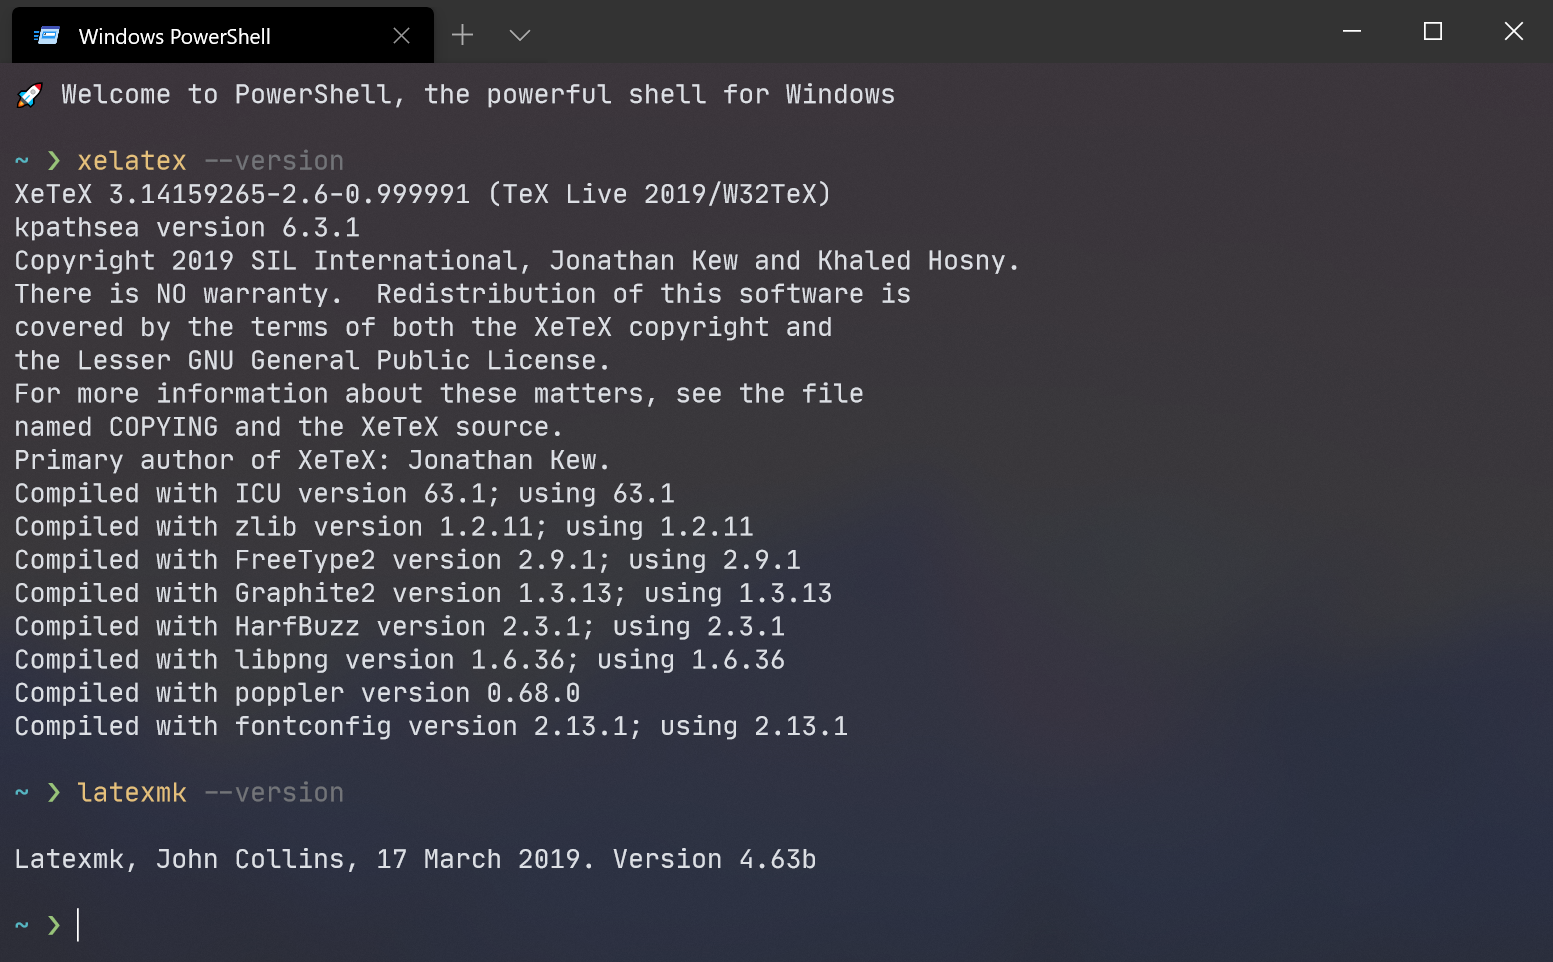 Windows PowerShell
🚀 Welcome to PowerShell, the powerful shell for Windows
~ ❯ xelatex --version
XeTeX 3.14159265-2.6-0.999991 (TeX Live 2019/W32TeX)
kpathsea version 6.3.1
Copyright 2019 SIL International, Jonathan Kew and Khaled Hosny.
There is NO warranty.  Redistribution of this software is
covered by the terms of both the XeTeX copyright and
the Lesser GNU General Public License.
For more information about these matters, see the file
named COPYING and the XeTeX source.
Primary author of XeTeX: Jonathan Kew.
Compiled with ICU version 63.1; using 63.1
Compiled with zlib version 1.2.11; using 1.2.11
Compiled with FreeType2 version 2.9.1; using 2.9.1
Compiled with Graphite2 version 1.3.13; using 1.3.13
Compiled with HarfBuzz version 2.3.1; using 2.3.1
Compiled with libpng version 1.6.36; using 1.6.36
Compiled with poppler version 0.68.0
Compiled with fontconfig version 2.13.1; using 2.13.1
~ ❯ latexmk --version
Latexmk, John Collins, 17 March 2019. Version 4.63b
~ ❯